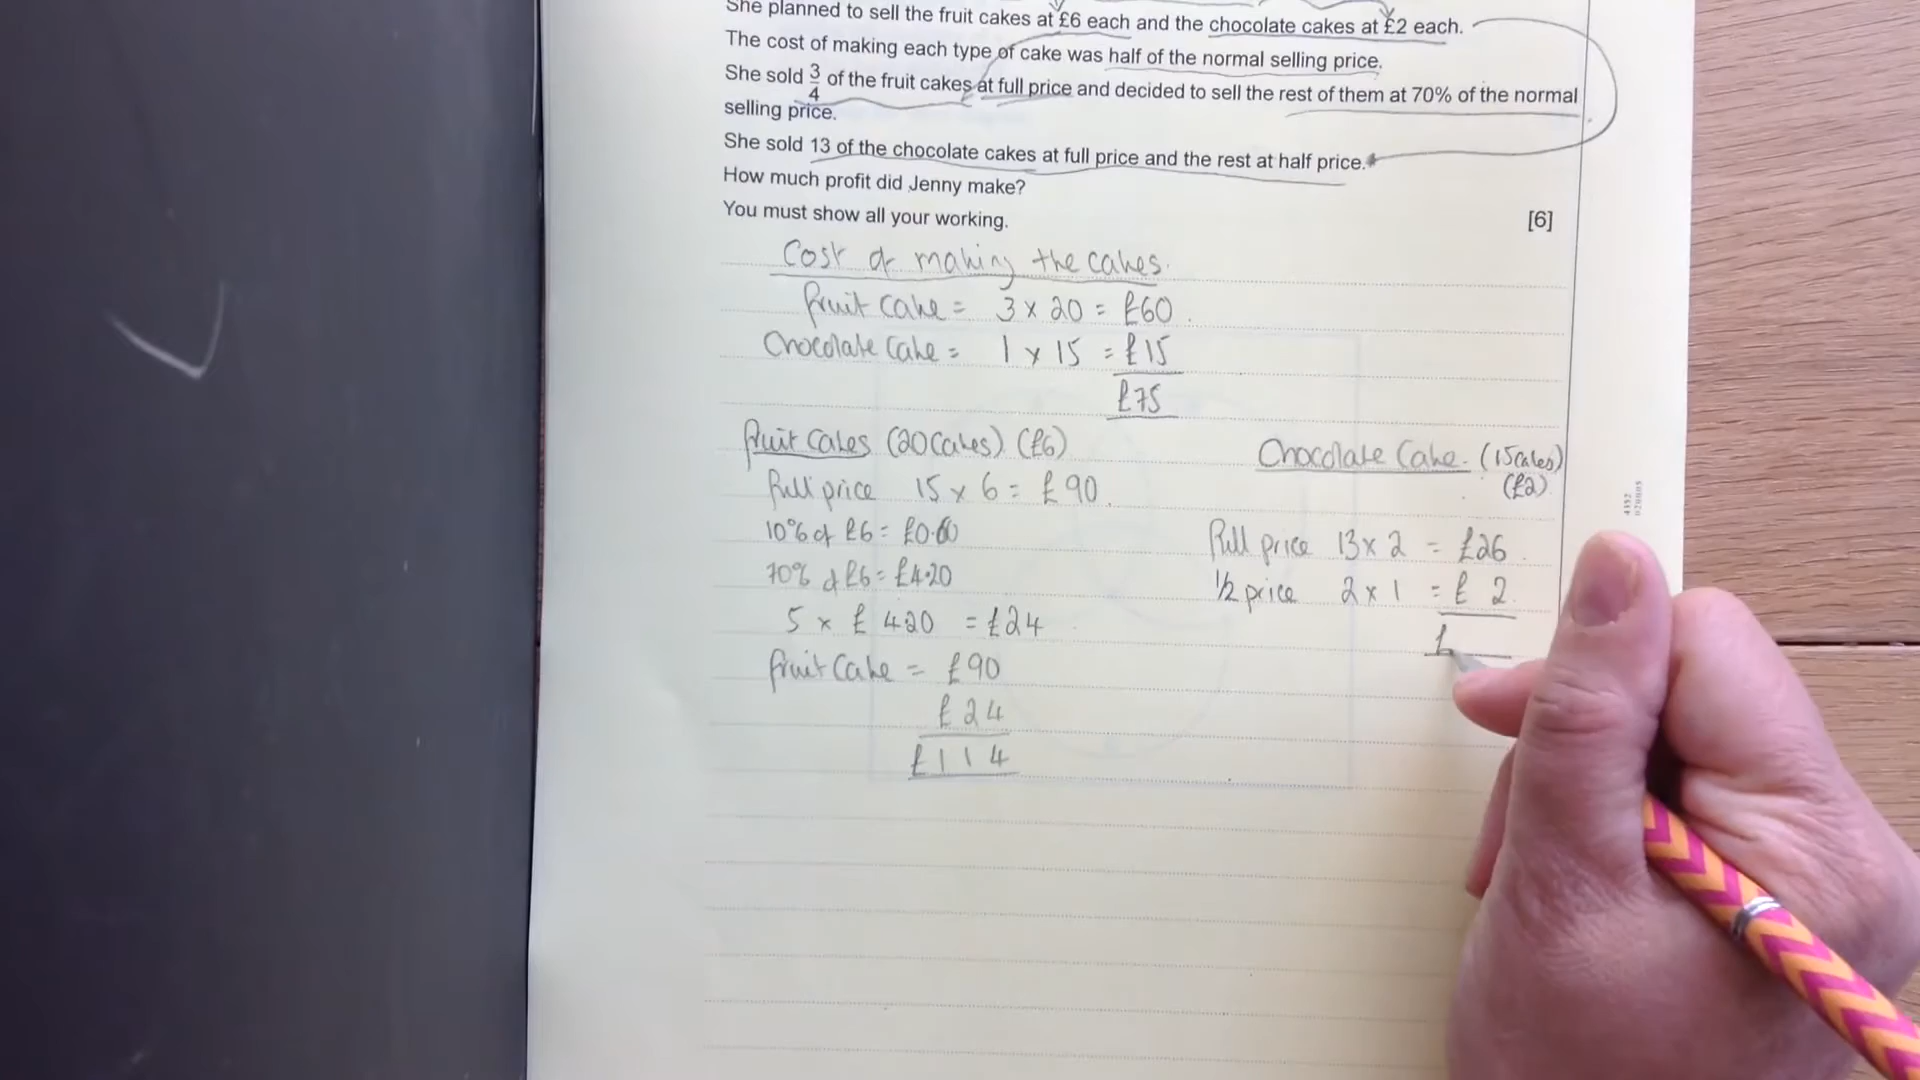 She planned to sell the fruit cakes at £6 each and the chocolate cakes at £2 each.
The cost of making each type of cake was half of the normal selling price.
She sold 3/4 of the fruit cakes at full price and decided to sell the rest of them at 70% of the normal
selling price.
She sold 13 of the chocolate cakes at full price and the rest at half price.
How much profit did Jenny make?
You must show all your working.
[6]
Cost of making the cakes.
fruit cake = 3 x 20 = £60.
Chocolate Cake = 1 x 15 = £15
£75
fruit Cakes (20 cakes) (£6)
Full price 15 x 6 = £90.
10% of £6 = £0.60
70% of £6 = £4.20
5 x £ 4.20 = £24
fruit Cake = £90
£24
£114
Chocolate Cake. (15 cakes)
(£2)
Full price 13 x 2 = £26.
1/2 price 2 x 1 = £ 2.
£
4352
020005